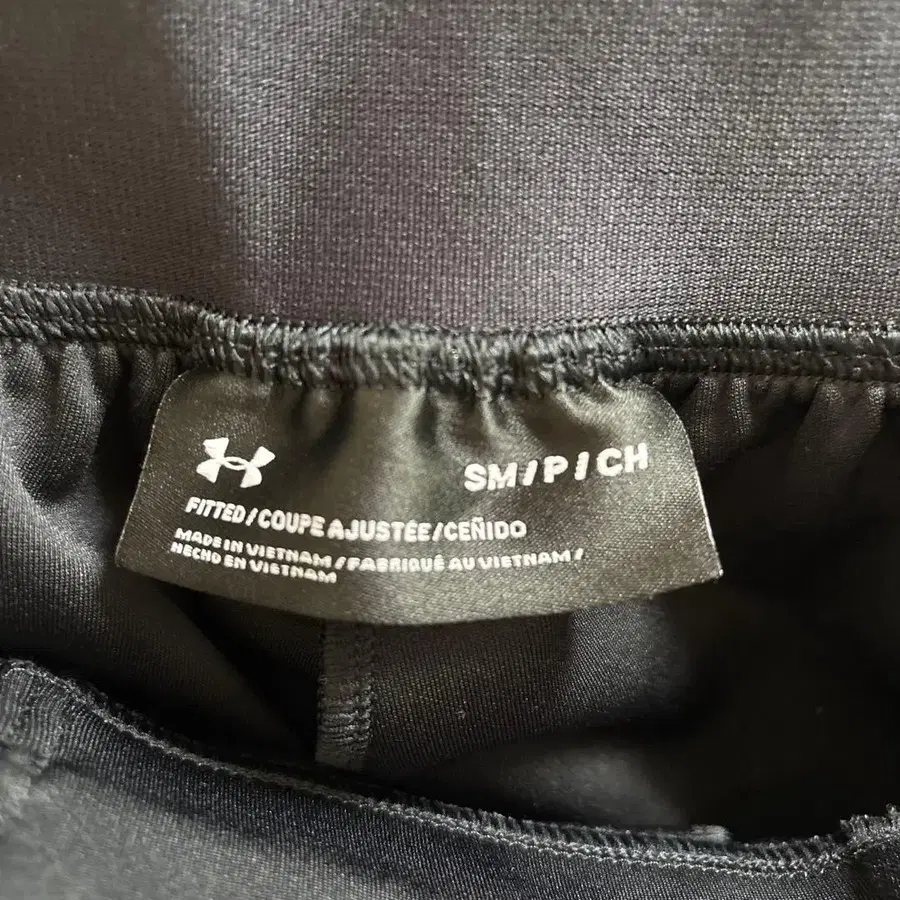 SM/P/CH
FITTED/COUPE AJUSTÉE/CEÑIDO
MADE IN VIETNAM/FABRIQUÉ AU VIETNAM/
HECHO EN VIETNAM